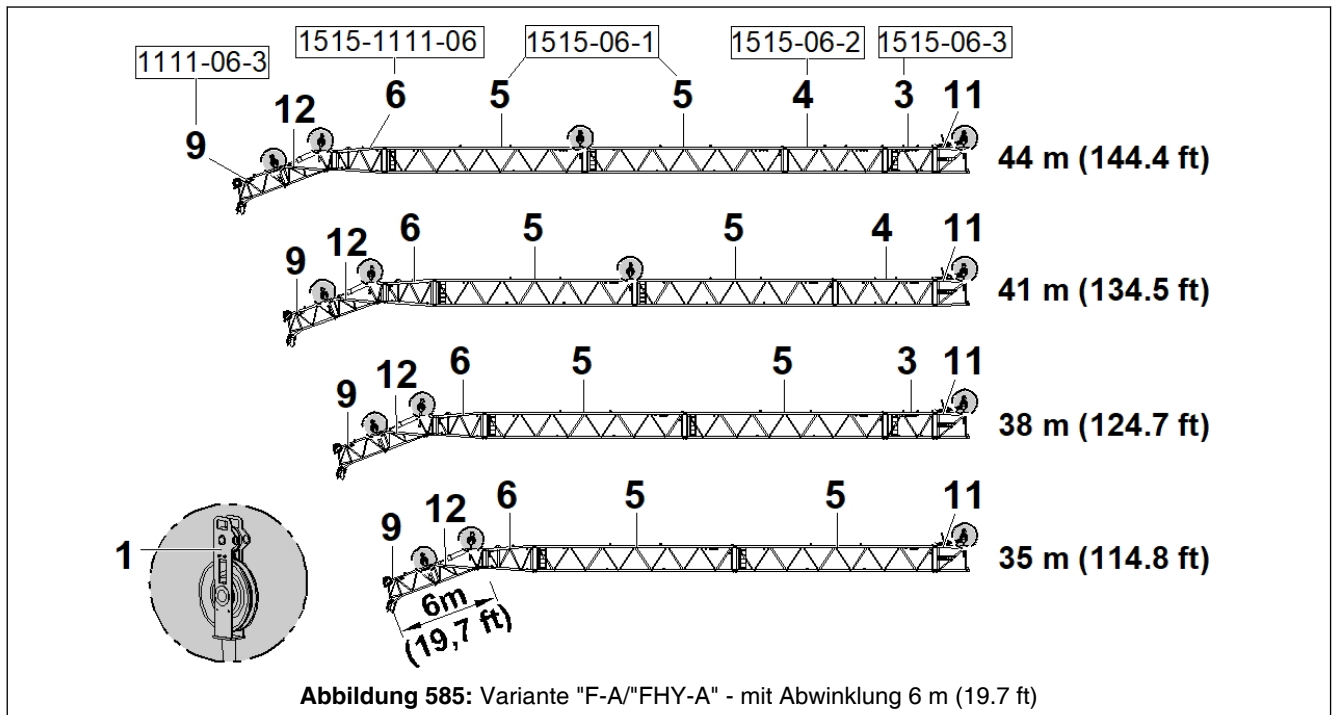 1111-06-3 1515-1111-06 1515-06-1 1515-06-2 1515-06-3
9 12 6 5 5 4 3 11
44 m (144.4 ft)
9 12 6 5 5 4 11
41 m (134.5 ft)
9 12 6 5 5 3 11
38 m (124.7 ft)
9 12 6 5 5 11
35 m (114.8 ft)
1
6m
(19,7 ft)
Abbildung 585: Variante "F-A/"FHY-A" - mit Abwinklung 6 m (19.7 ft)